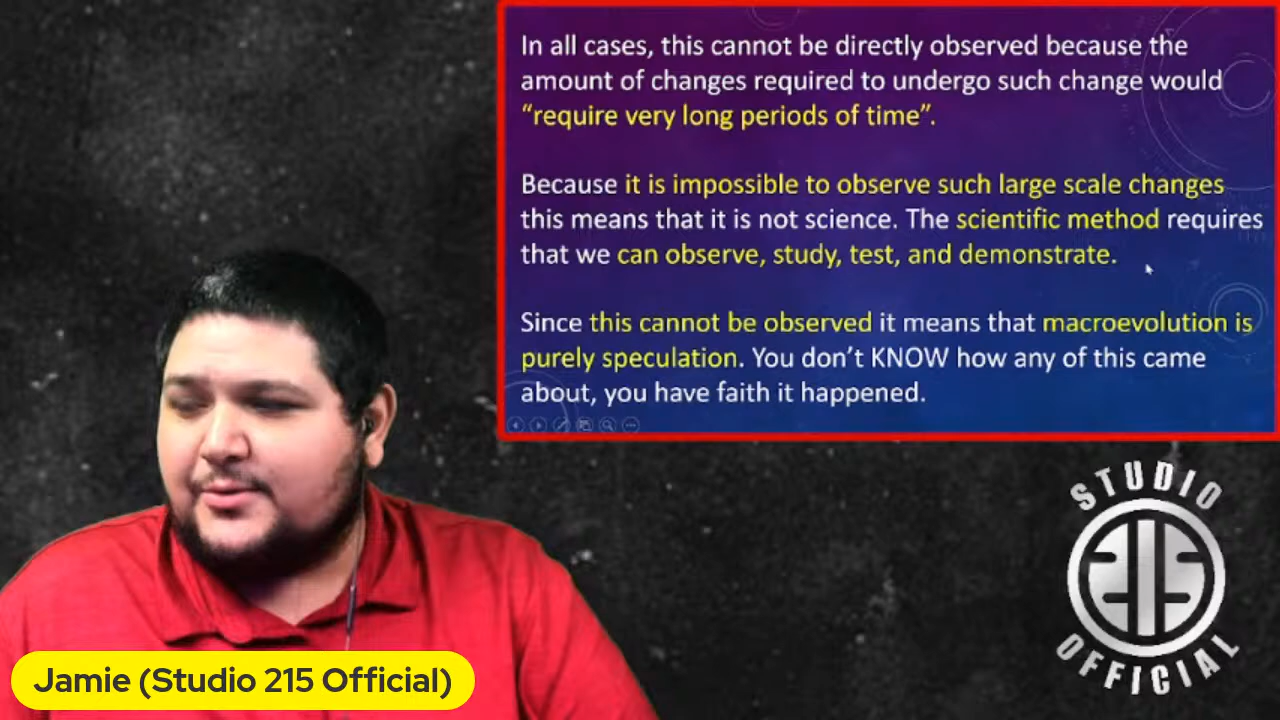 In all cases, this cannot be directly observed because the
amount of changes required to undergo such change would
“require very long periods of time”.
Because it is impossible to observe such large scale changes
this means that it is not science. The scientific method requires
that we can observe, study, test, and demonstrate.
Since this cannot be observed it means that macroevolution is
purely speculation. You don’t KNOW how any of this came
about, you have faith it happened.
STUDIO
215
OFFICIAL
Jamie (Studio 215 Official)